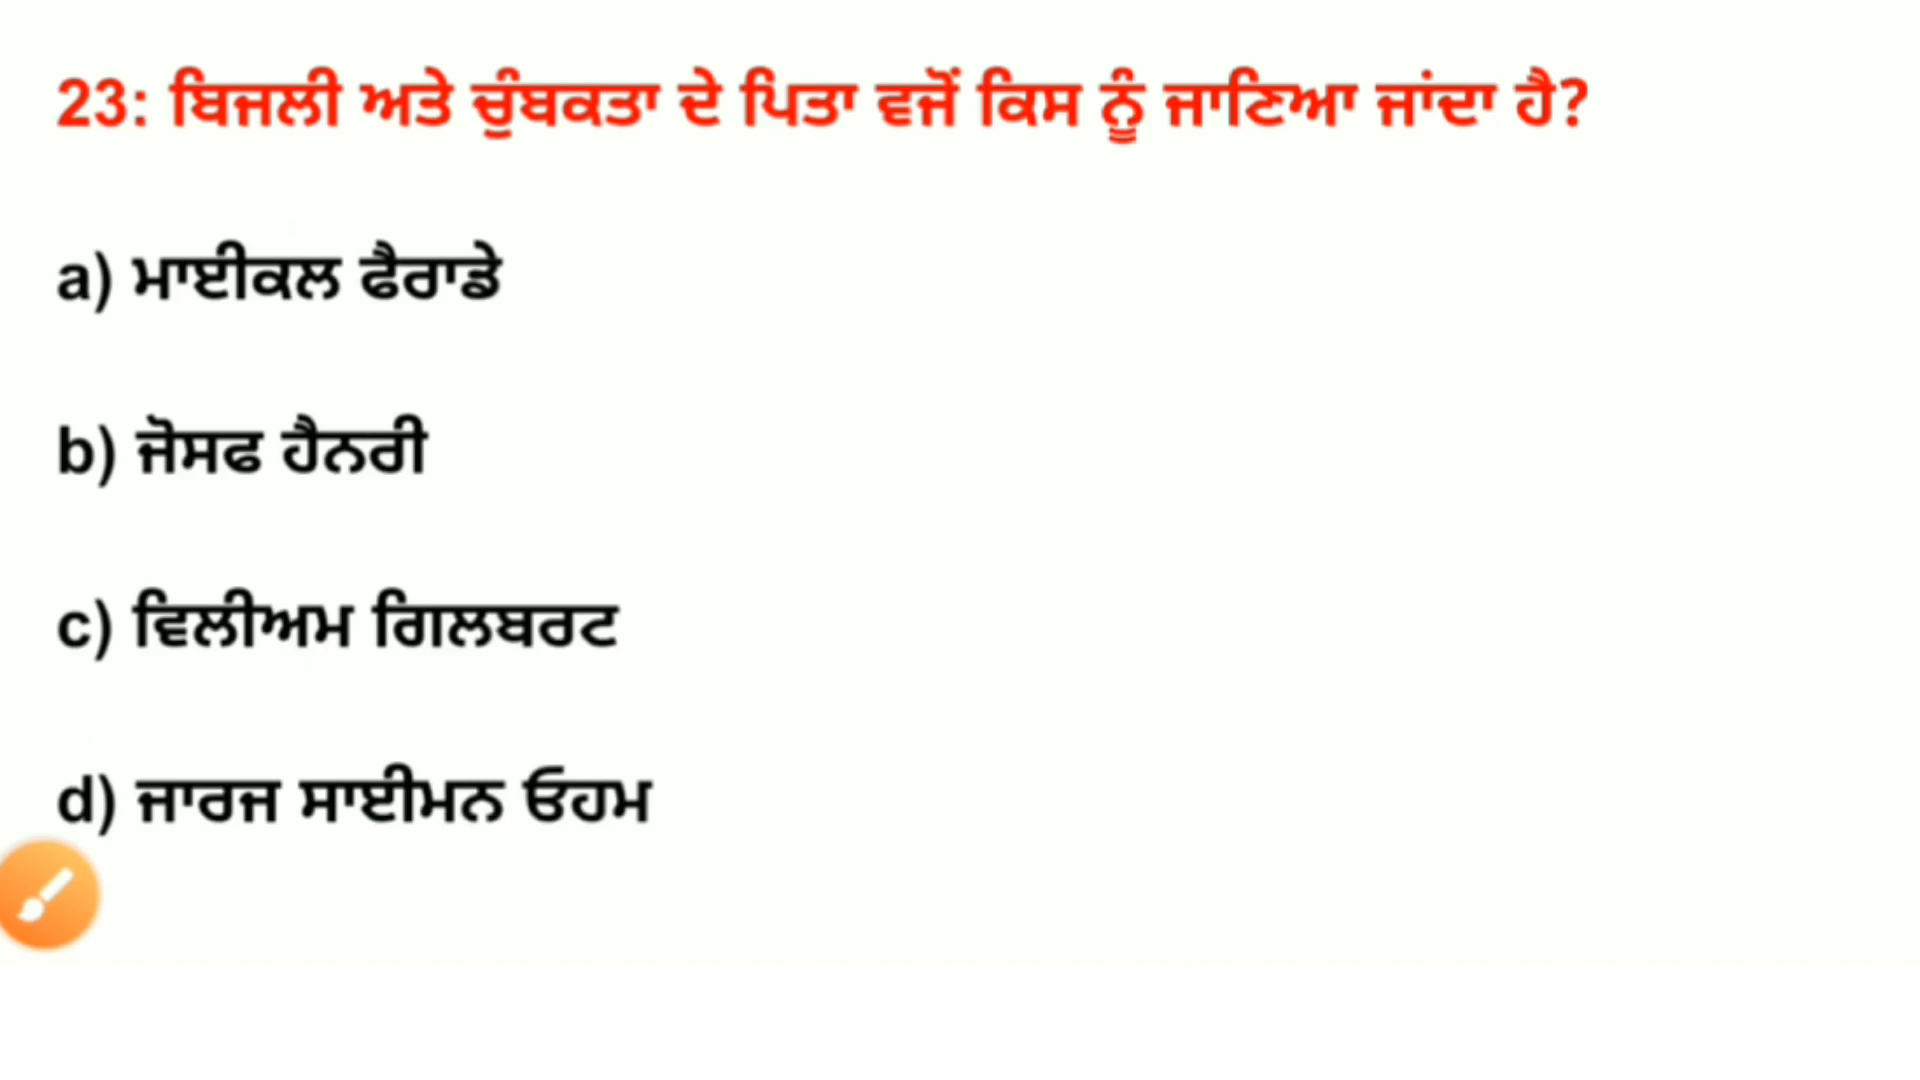 23: ਬਿਜਲੀ ਅਤੇ ਚੁੰਬਕਤਾ ਦੇ ਪਿਤਾ ਵਜੋਂ ਕਿਸ ਨੂੰ ਜਾਣਿਆ ਜਾਂਦਾ ਹੈ?
a) ਮਾਈਕਲ ਫੈਰਾਡੇ
b) ਜੋਸਫ ਹੈਨਰੀ
c) ਵਿਲੀਅਮ ਗਿਲਬਰਟ
d) ਜਾਰਜ ਸਾਈਮਨ ਓਹਮ